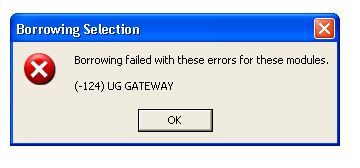 Borrowing Selection
Borrowing failed with these errors for these modules.
(-124) UG GATEWAY
OK